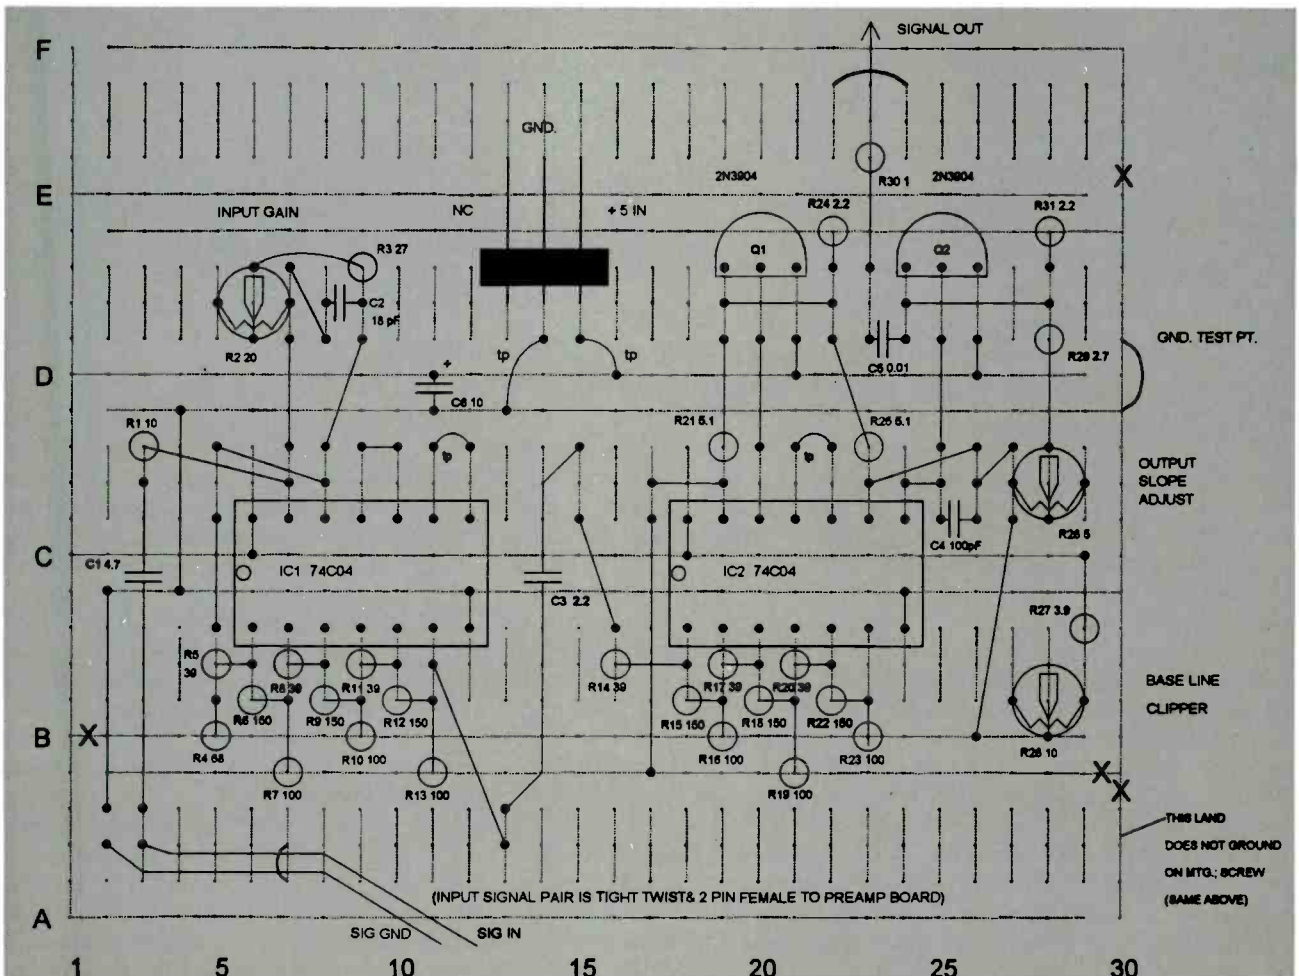 F
SIGNAL OUT
GND.
2N3904
R30 1
2N3904
X
E
INPUT GAIN
NC
+ 5 IN
R24 2.2
R31 2.2
R3 27
Q1
Q2
C2
18 pF
R2 20
tp
tp
C5 0.01
R29 2.7
GND. TEST PT.
D
+
C6 10
R1 10
R21 5.1
R25 5.1
tp
tp
OUTPUT
SLOPE
ADJUST
C
C1 4.7
IC1 74C04
C3 2.2
IC2 74C04
C4 100pF
R26 5
R27 3.9
R5
39
R8 39
R11 39
R14 39
R17 39
R20 39
BASE LINE
CLIPPER
R6 150
R9 150
R12 150
R15 150
R18 150
R22 150
B
X
R4 68
R10 100
R16 100
R23 100
R28 10
X
X
R7 100
R13 100
R19 100
THIS LAND
DOES NOT GROUND
ON MTG.; SCREW
(SAME ABOVE)
(INPUT SIGNAL PAIR IS TIGHT TWIST& 2 PIN FEMALE TO PREAMP BOARD)
A
SIG GND
SIG IN
1 5 10 15 20 25 30